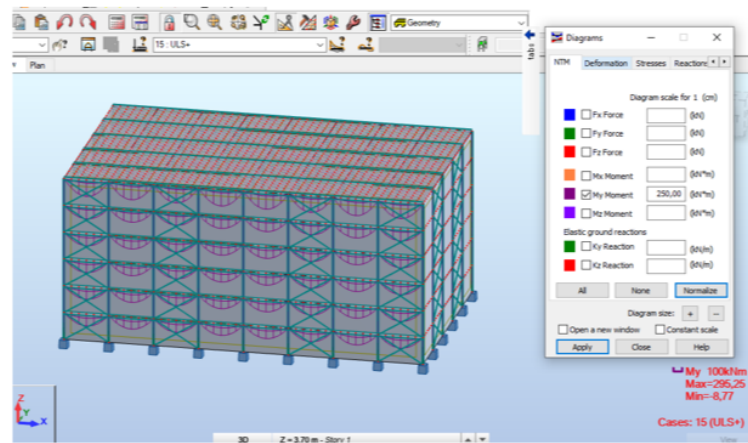 Geometry
15 : ULS+
Plan
tabs
Diagrams
NTM Deformation Stresses Reactions
Diagram scale for 1 (cm)
Fx Force (kN)
Fy Force (kN)
Fz Force (kN)
Mx Moment (kN*m)
My Moment 250,00 (kN*m)
Mz Moment (kN*m)
Elastic ground reactions
Ky Reaction (kN/m)
Kz Reaction (kN/m)
All None Normalize
Diagram size: + -
Open a new window Constant scale
Apply Close Help
My 100kNm
Max=295,25
Min=-8,77
Cases: 15 (ULS+)
Z
Y
X
3D Z = 3.70 m - Story 1
View